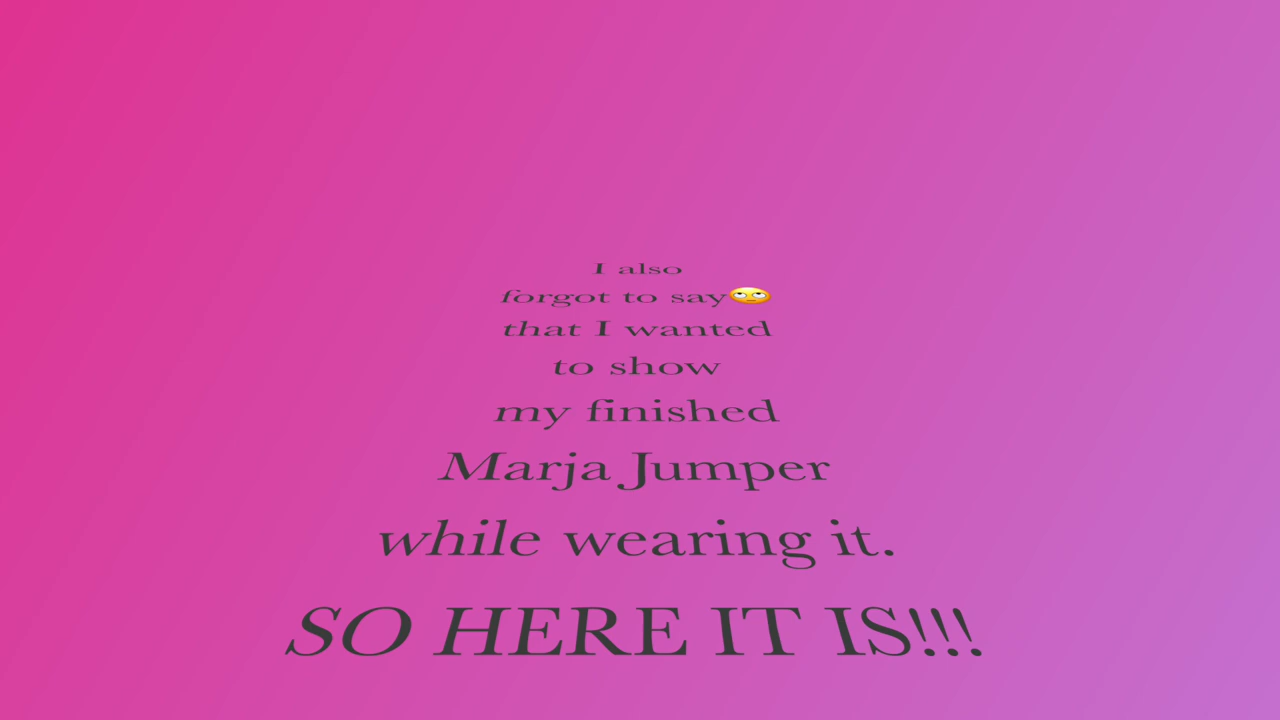 I also
forgot to say🙄
that I wanted
to show
my finished
Marja Jumper
while wearing it.
SO HERE IT IS!!!